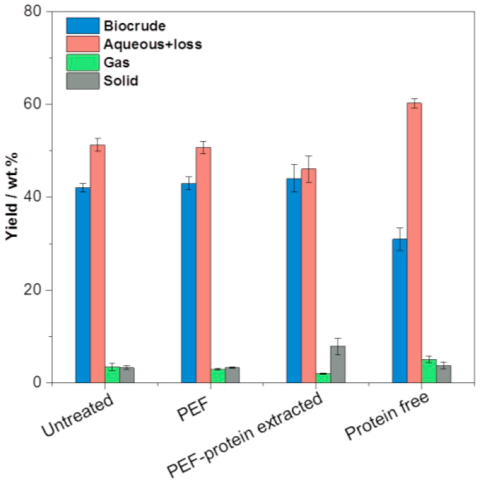 80
60
40
20
0
Yield / wt.%
Biocrude
Aqueous+loss
Gas
Solid
Untreated
PEF
PEF-protein extracted
Protein free